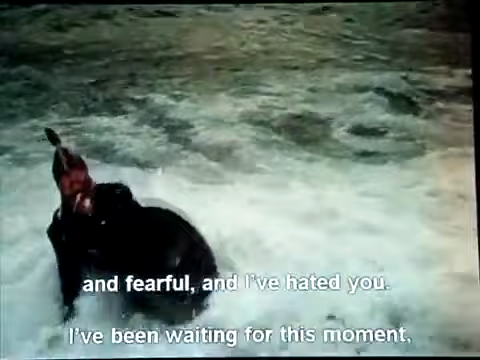 and fearful, and I've hated you.
I've been waiting for this moment,